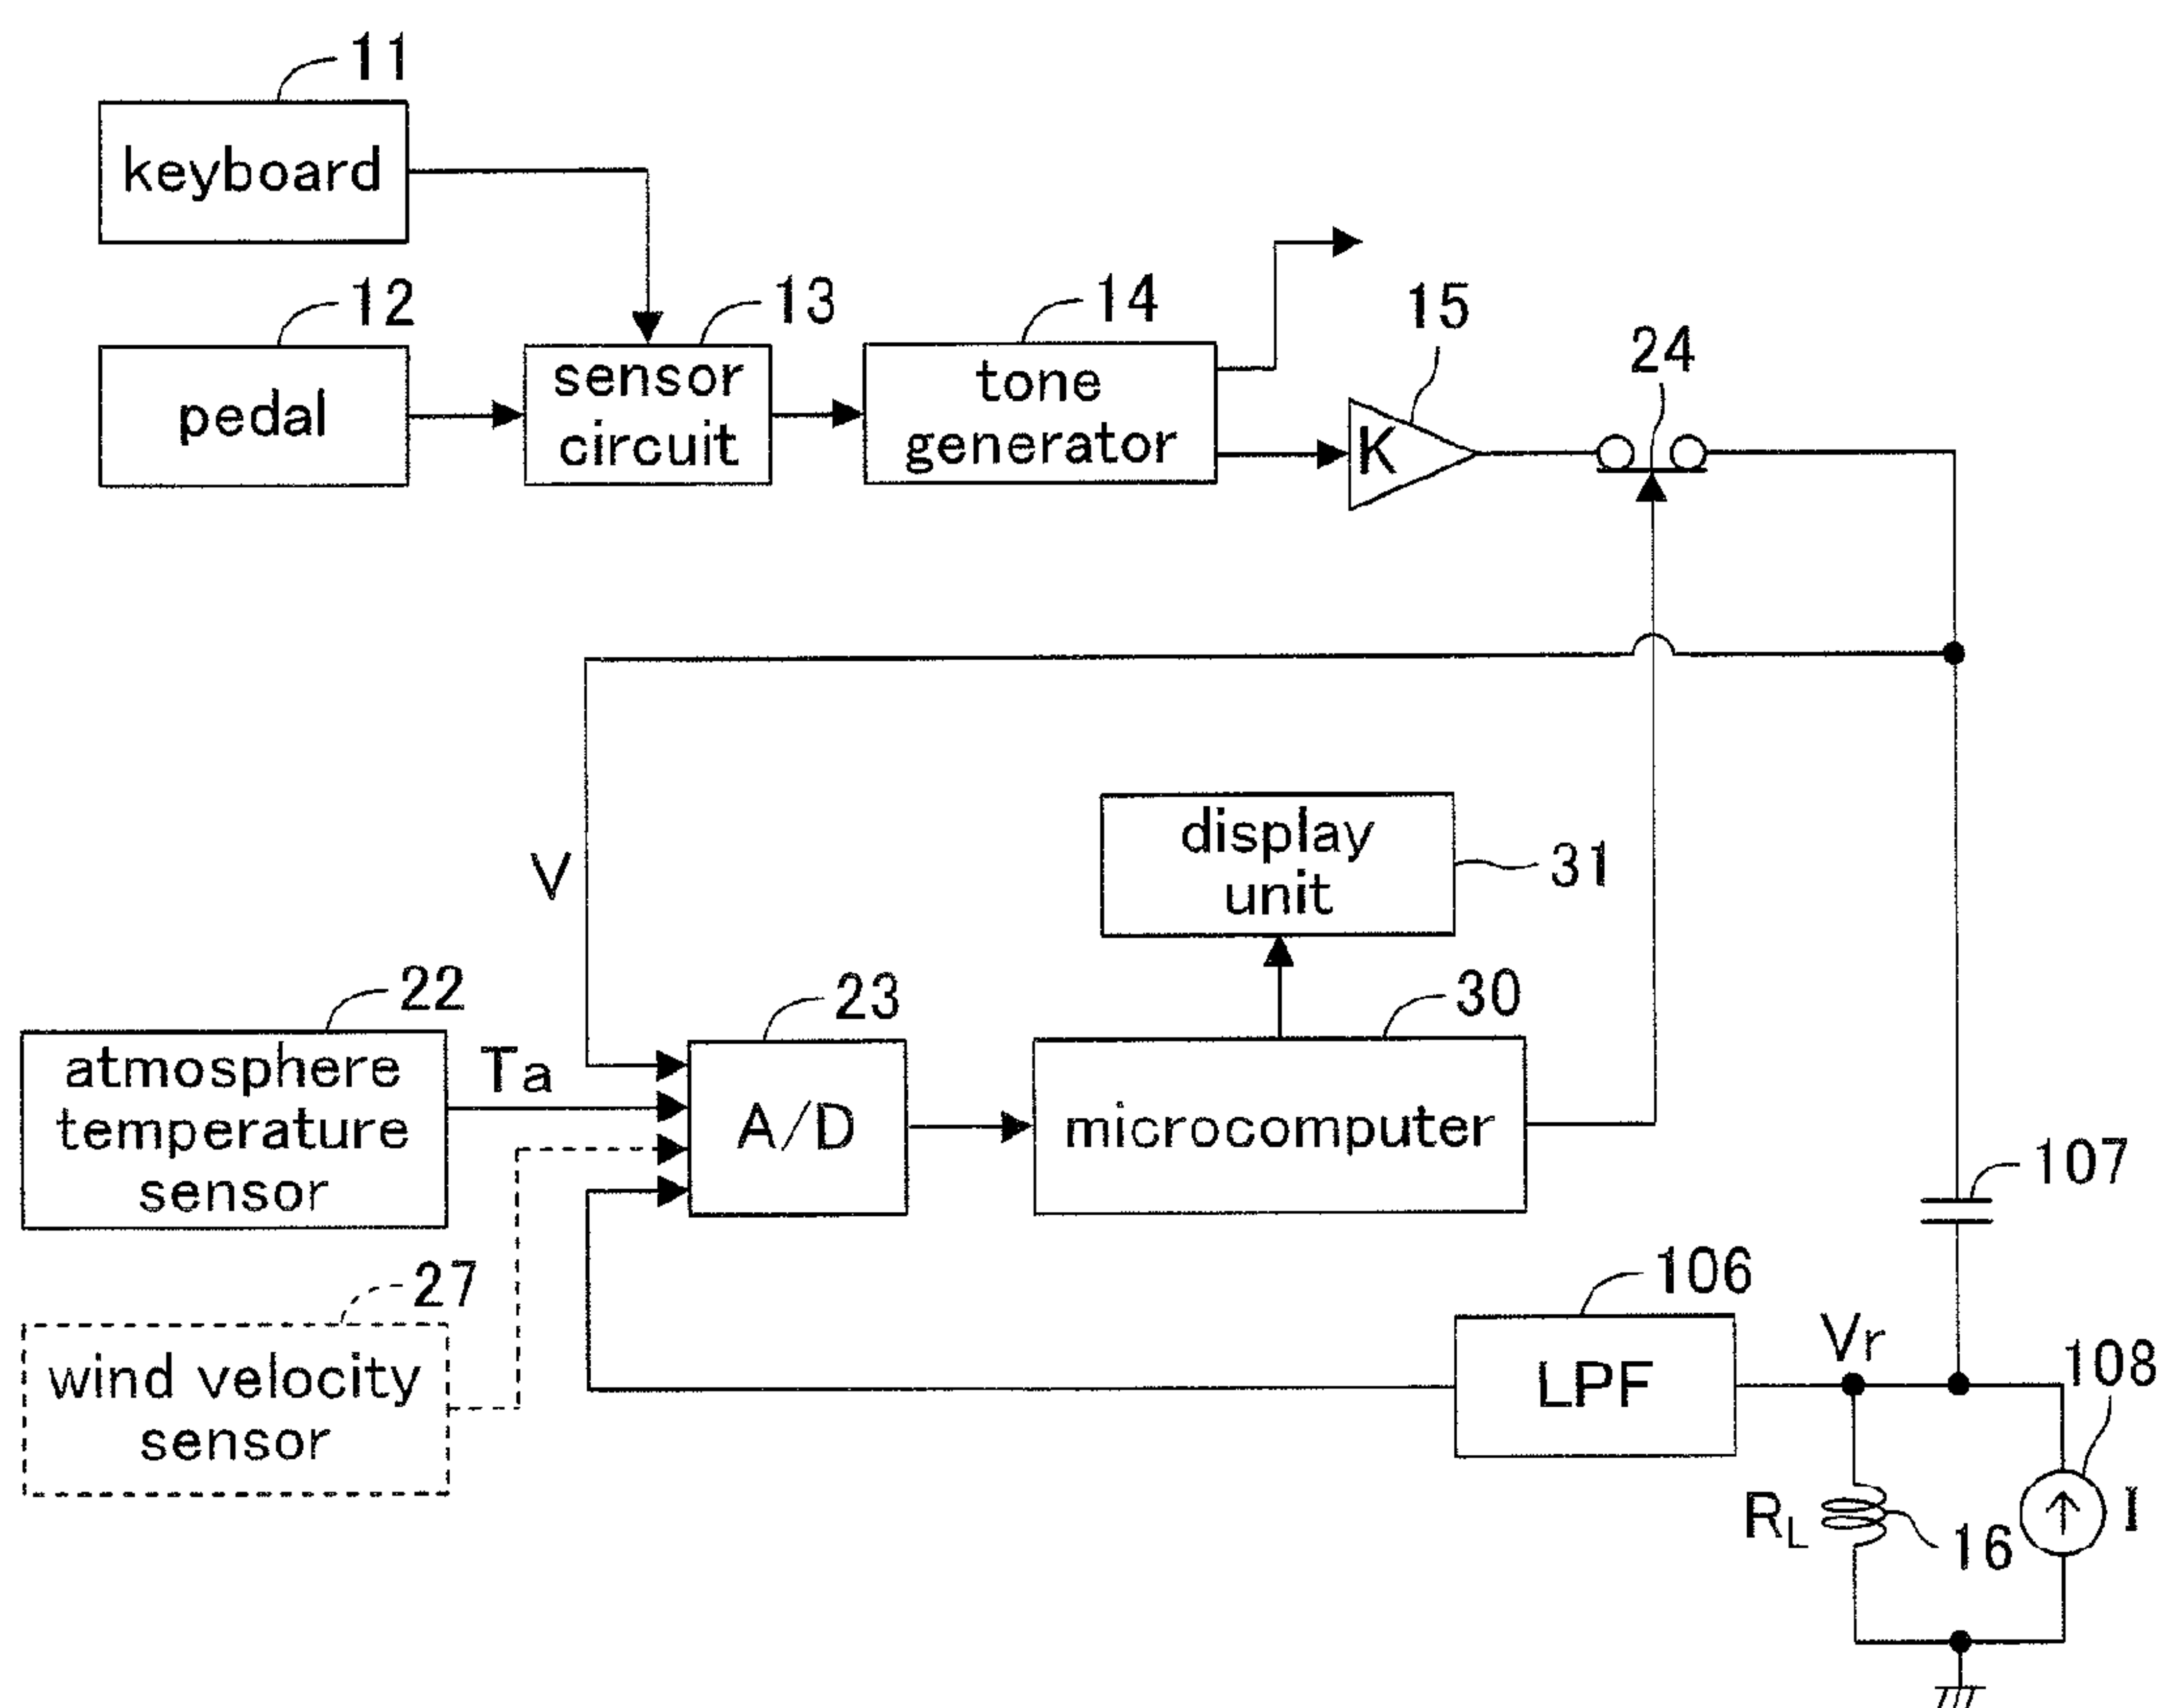 11
keyboard
12
pedal
13
sensor
circuit
14
tone
generator
15
K
24
V
display
unit
31
22
atmosphere
temperature
sensor
Ta
23
A/D
30
microcomputer
107
27
wind velocity
sensor
106
LPF
Vr
108
RL
16
I